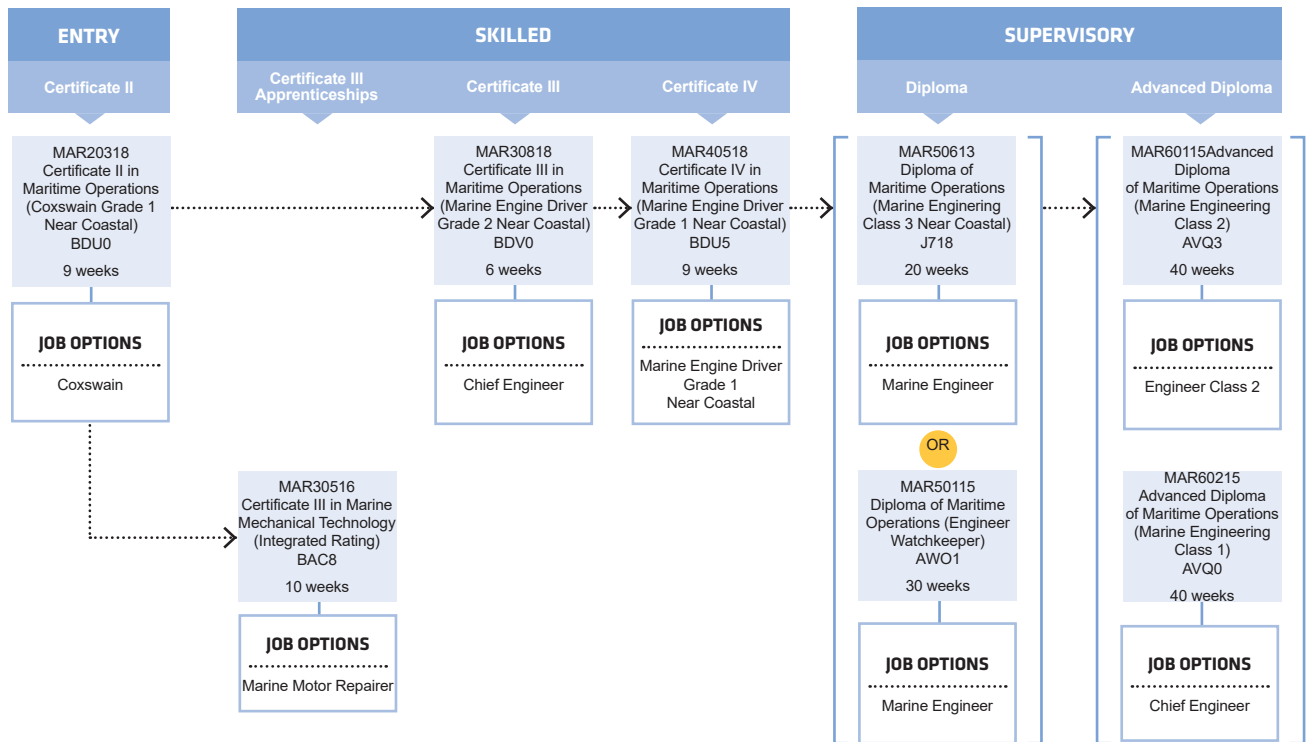 ENTRY
SKILLED
SUPERVISORY
Certificate II
Certificate III
Apprenticeships
Certificate III
Certificate IV
Diploma
Advanced Diploma
MAR20318
Certificate II in
Maritime Operations
(Coxswain Grade 1
Near Coastal)
BDU0
9 weeks
JOB OPTIONS
Coxswain
MAR30516
Certificate III in Marine
Mechanical Technology
(Integrated Rating)
BAC8
10 weeks
JOB OPTIONS
Marine Motor Repairer
MAR30818
Certificate III in
Maritime Operations
(Marine Engine Driver
Grade 2 Near Coastal)
BDV0
6 weeks
JOB OPTIONS
Chief Engineer
MAR40518
Certificate IV in
Maritime Operations
(Marine Engine Driver
Grade 1 Near Coastal)
BDU5
9 weeks
JOB OPTIONS
Marine Engine Driver
Grade 1
Near Coastal
MAR50613
Diploma of
Maritime Operations
(Marine Enginering
Class 3 Near Coastal)
J718
20 weeks
JOB OPTIONS
Marine Engineer
OR
MAR50115
Diploma of Maritime
Operations (Engineer
Watchkeeper)
AWO1
30 weeks
JOB OPTIONS
Marine Engineer
MAR60115Advanced
Diploma
of Maritime Operations
(Marine Engineering
Class 2)
AVQ3
40 weeks
JOB OPTIONS
Engineer Class 2
MAR60215
Advanced Diploma
of Maritime Operations
(Marine Engineering
Class 1)
AVQ0
40 weeks
JOB OPTIONS
Chief Engineer